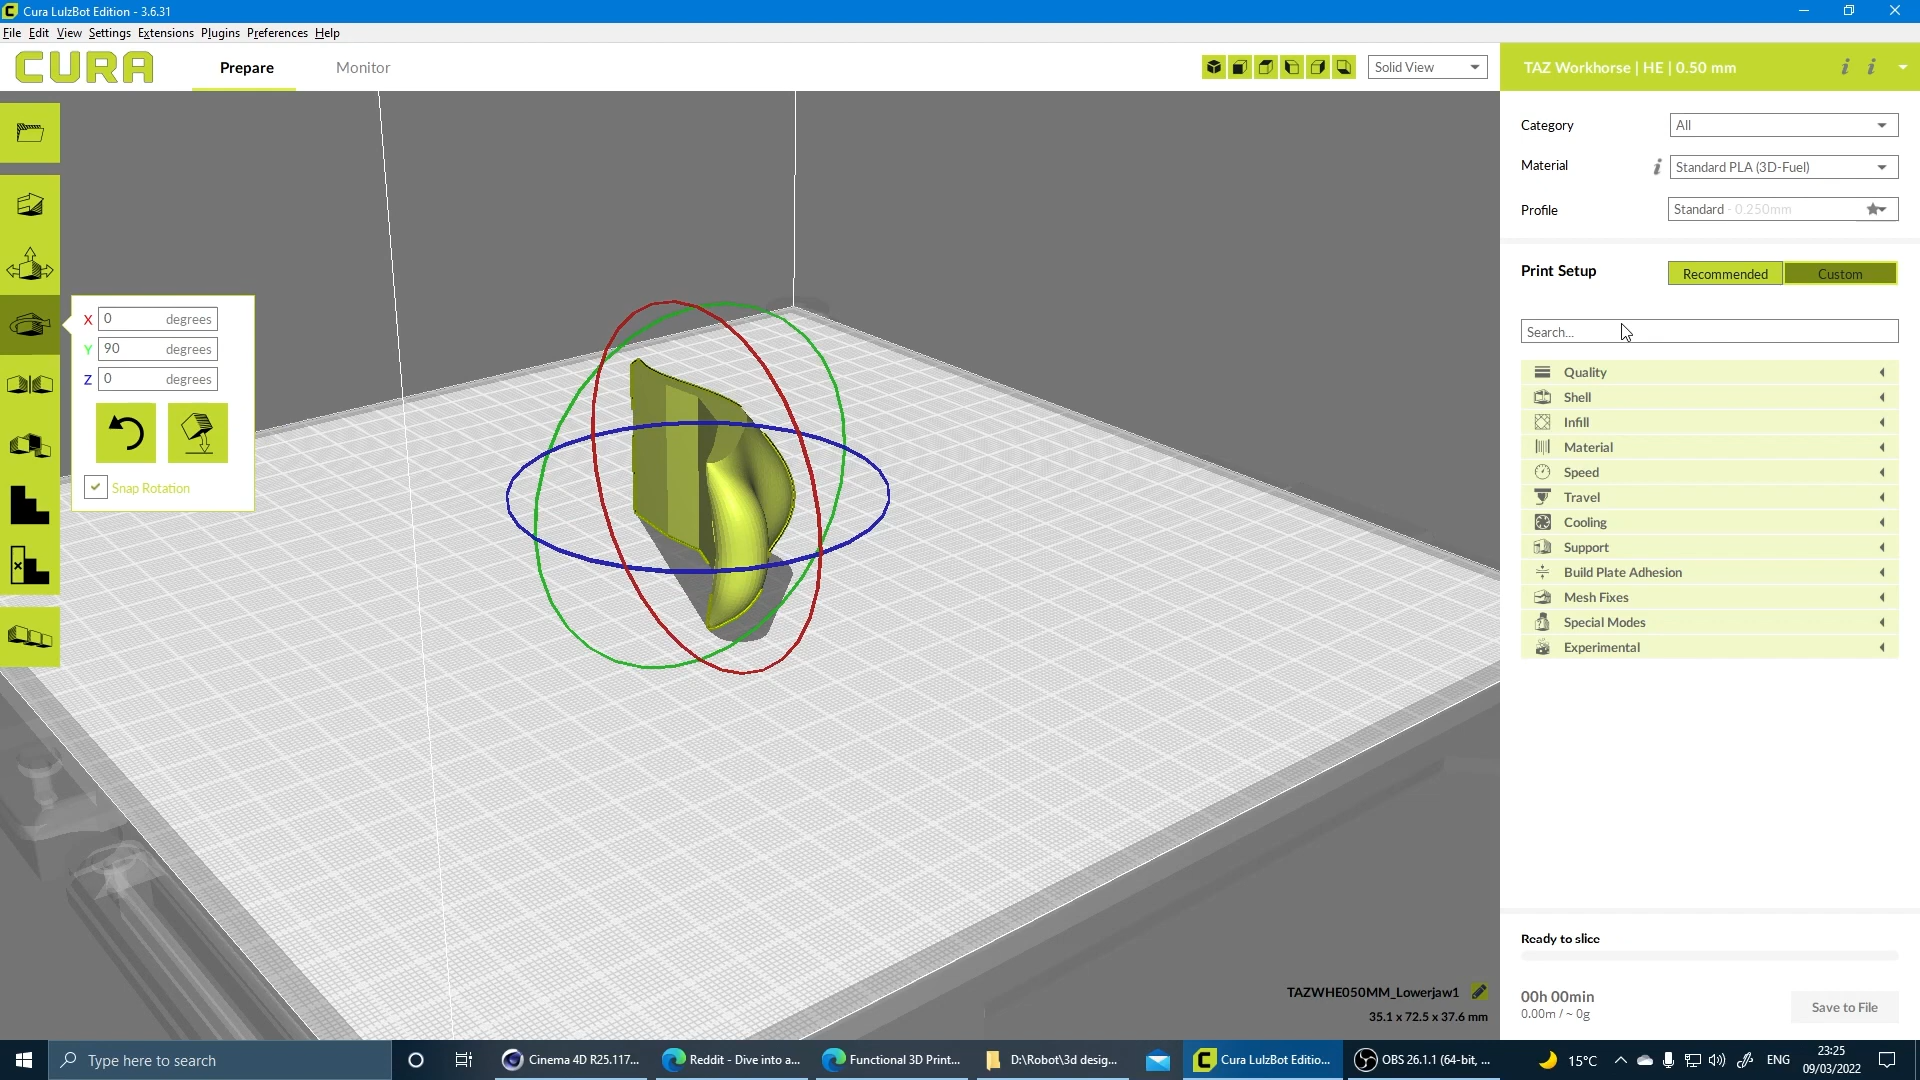 Cura LulzBot Edition - 3.6.31
File Edit View Settings Extensions Plugins Preferences Help
CURA
Prepare Monitor
Solid View
TAZ Workhorse | HE | 0.50 mm
Category All
Material Standard PLA (3D-Fuel)
Profile Standard - 0.250mm
Print Setup Recommended Custom
Search...
X 0 degrees
Y 90 degrees
Z 0 degrees
Snap Rotation
Quality
Shell
Infill
Material
Speed
Travel
Cooling
Support
Build Plate Adhesion
Mesh Fixes
Special Modes
Experimental
Ready to slice
TAZWHE050MM_Lowerjaw1
35.1 x 72.5 x 37.6 mm
00h 00min
0.00m / ~ 0g
Save to File
Type here to search
Cinema 4D R25.117...
Reddit - Dive into a...
Functional 3D Print...
D:\Robot\3d desig...
Cura LulzBot Editio...
OBS 26.1.1 (64-bit, ...
15°C
ENG
23:25
09/03/2022